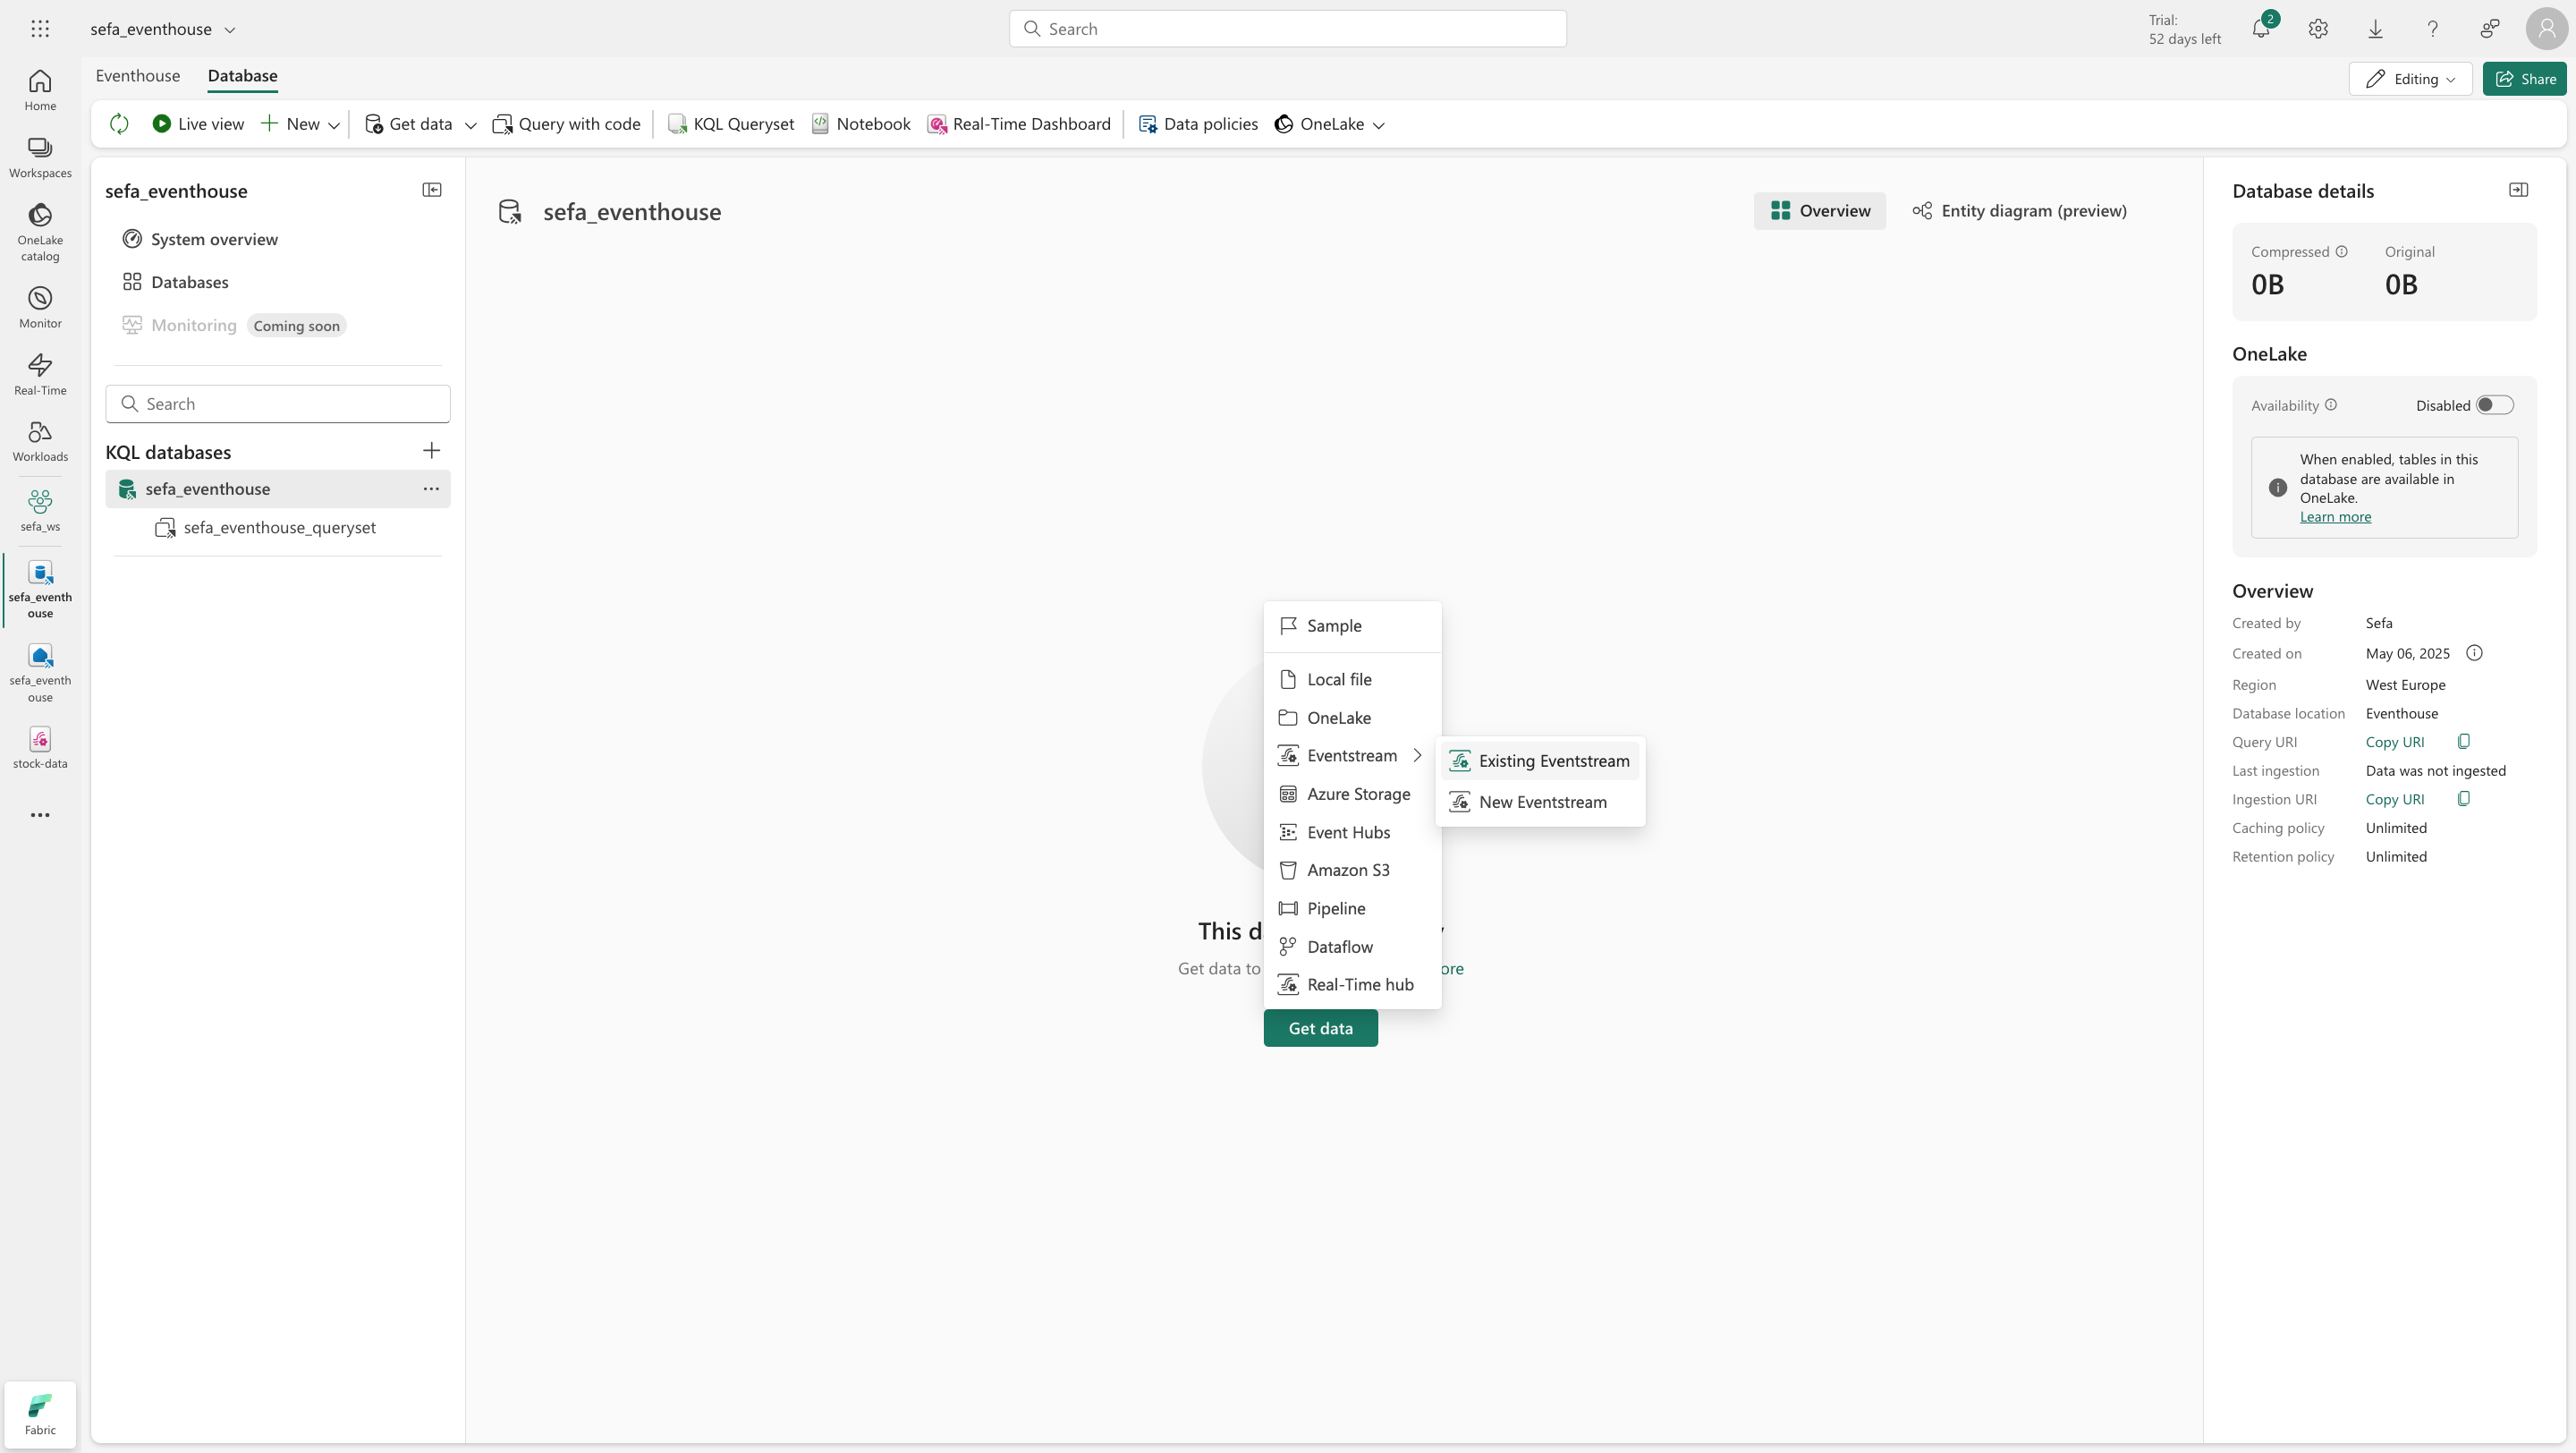 sefa_eventhouse
Search
Trial:
52 days left
2
Home
Workspaces
OneLake
catalog
Monitor
Real-Time
Workloads
sefa_ws
sefa_eventh
ouse
sefa_eventh
ouse
stock-data
Fabric
Eventhouse
Database
Editing
Share
Live view
New
Get data
Query with code
KQL Queryset
Notebook
Real-Time Dashboard
Data policies
OneLake
sefa_eventhouse
System overview
Databases
Monitoring
Coming soon
Search
KQL databases
sefa_eventhouse
sefa_eventhouse_queryset
sefa_eventhouse
Overview
Entity diagram (preview)
Sample
Local file
OneLake
Eventstream
Azure Storage
Event Hubs
Amazon S3
Pipeline
Dataflow
Real-Time hub
Existing Eventstream
New Eventstream
This d
Get data to
ore
Get data
Database details
Compressed
Original
0B
0B
OneLake
Availability
Disabled
When enabled, tables in this
database are available in
OneLake.
Learn more
Overview
Created by Sefa
Created on May 06, 2025
Region West Europe
Database location Eventhouse
Query URI Copy URI
Last ingestion Data was not ingested
Ingestion URI Copy URI
Caching policy Unlimited
Retention policy Unlimited